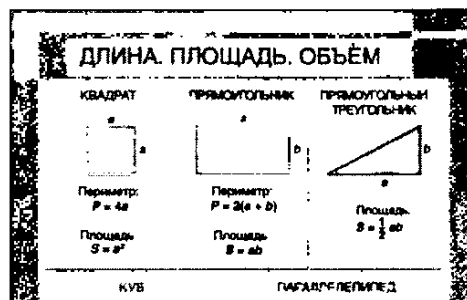 ДЛИНА. ПЛОЩАДЬ. ОБЪЁМ
КВАДРАТ
a
a
Периметр:
P = 4a
Площадь
S = a²
ПРЯМОУГОЛЬНИК
a
b
Периметр:
P = 2(a + b)
Площадь
S = ab
ПРЯМОУГОЛЬНЫЙ
ТРЕУГОЛЬНИК
b
a
Площадь
S = ½ ab
КУБ
ПАРАЛЛЕЛЕПИПЕД